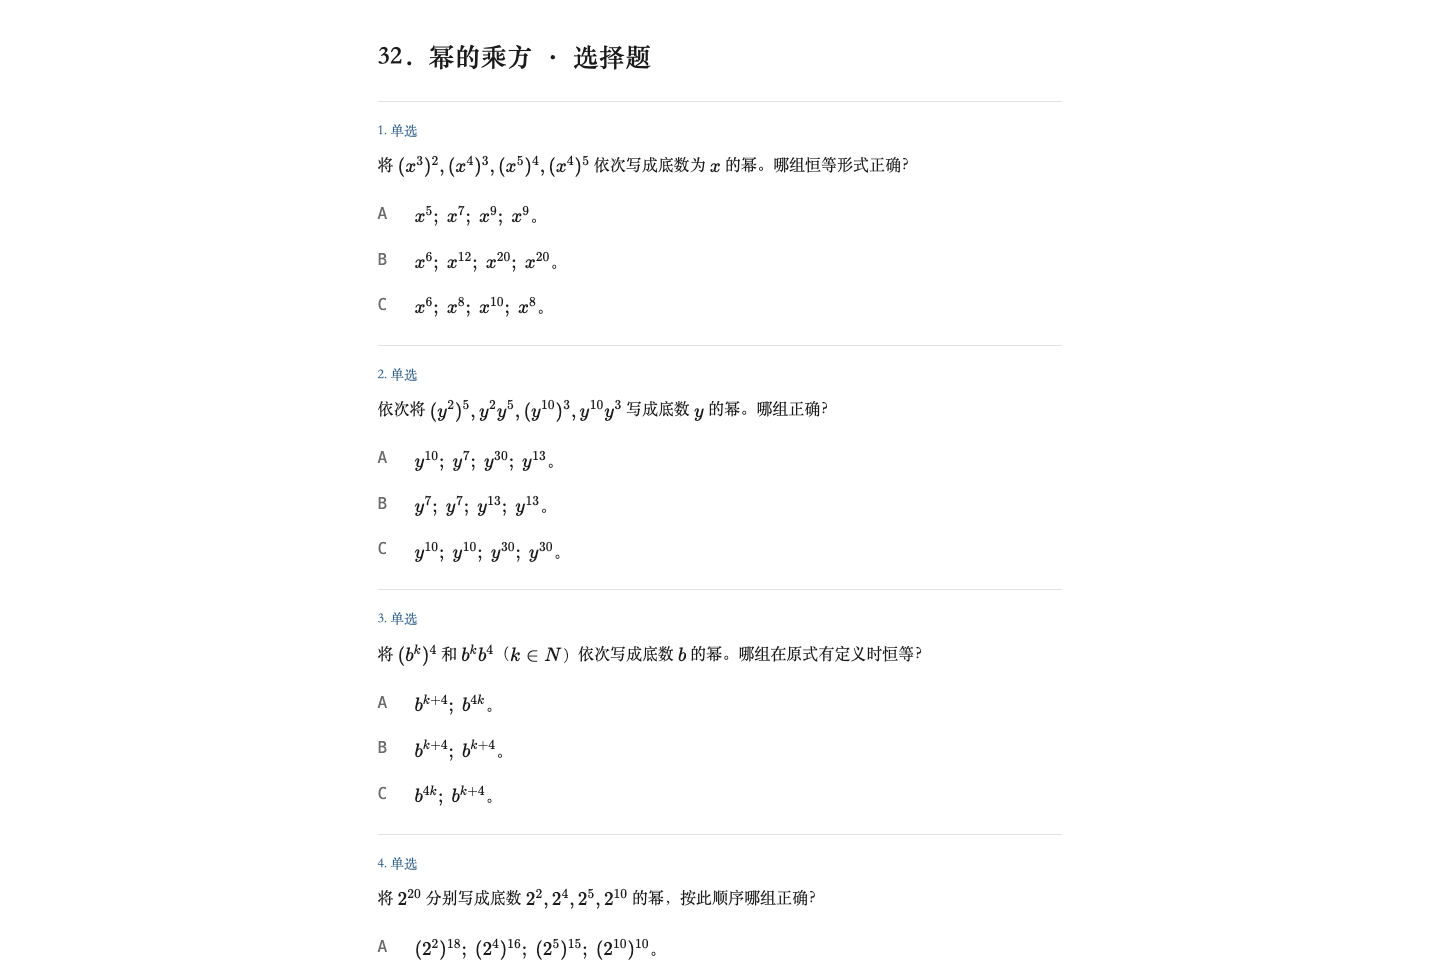 32. 幂的乘方 · 选择题
1. 单选
将 (x³)², (x⁴)³, (x⁵)⁴, (x⁴)⁵ 依次写成底数为 x 的幂。哪组恒等形式正确?
A x⁵; x⁷; x⁹; x⁹。
B x⁶; x¹²; x²⁰; x²⁰。
C x⁶; x⁸; x¹⁰; x⁸。
2. 单选
依次将 (y²)⁵, y²y⁵, (y¹⁰)³, y¹⁰y³ 写成底数 y 的幂。哪组正确?
A y¹⁰; y⁷; y³⁰; y¹³。
B y⁷; y⁷; y¹³; y¹³。
C y¹⁰; y¹⁰; y³⁰; y³⁰。
3. 单选
将 (bᵏ)⁴ 和 bᵏb⁴（k ∈ N）依次写成底数 b 的幂。哪组在原式有定义时恒等?
A bᵏ⁺⁴; b⁴ᵏ。
B bᵏ⁺⁴; bᵏ⁺⁴。
C b⁴ᵏ; bᵏ⁺⁴。
4. 单选
将 2²⁰ 分别写成底数 2², 2⁴, 2⁵, 2¹⁰ 的幂，按此顺序哪组正确?
A (2²)¹⁸; (2⁴)¹⁶; (2⁵)¹⁵; (2¹⁰)¹⁰。